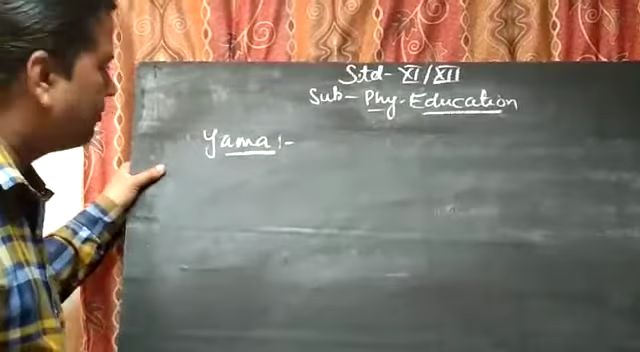 Std- XI/XII
Sub- Phy. Education
Yama:-